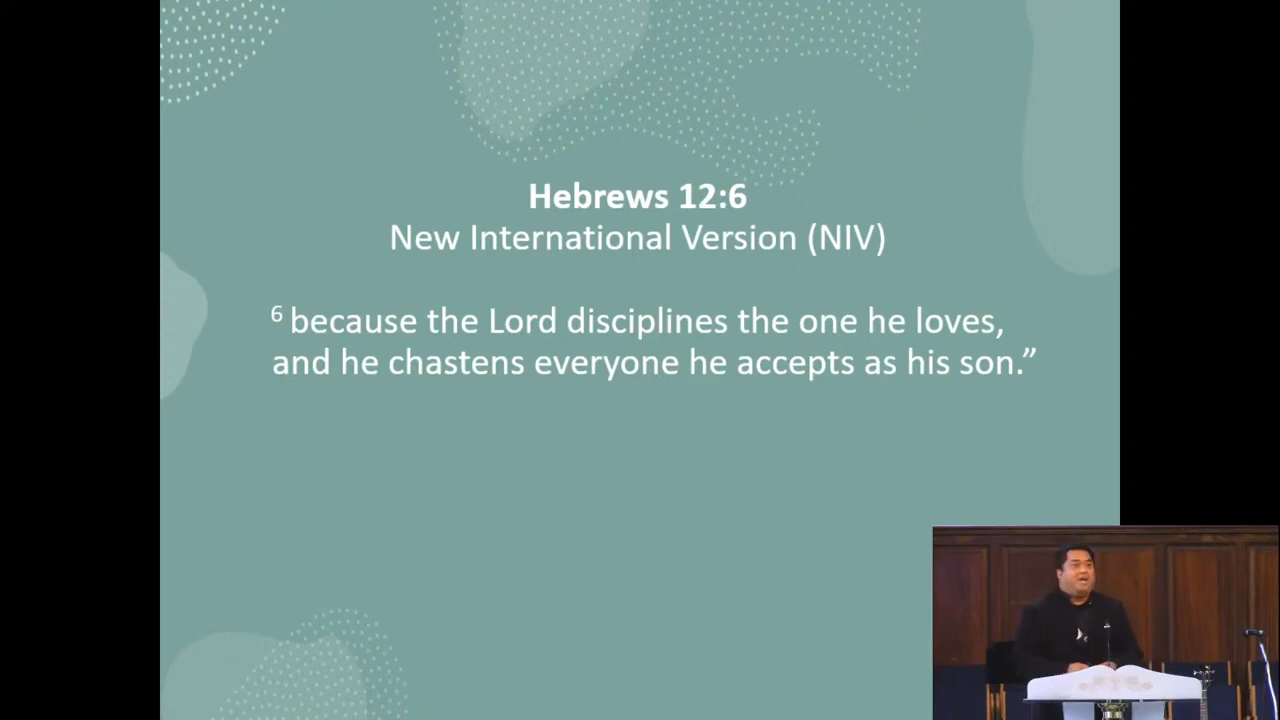 Hebrews 12:6
New International Version (NIV)
6 because the Lord disciplines the one he loves,
and he chastens everyone he accepts as his son.”